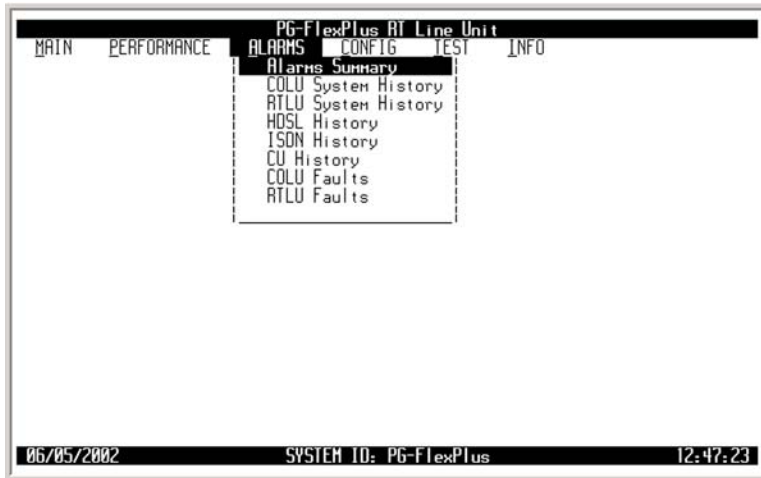 PG-FlexPlus RT Line Unit
MAIN PERFORMANCE ALARMS CONFIG TEST INFO
Alarms Summary
COLU System History
RTLU System History
HDSL History
ISDN History
CU History
COLU Faults
RTLU Faults
06/05/2002 SYSTEM ID: PG-FlexPlus 12:47:23